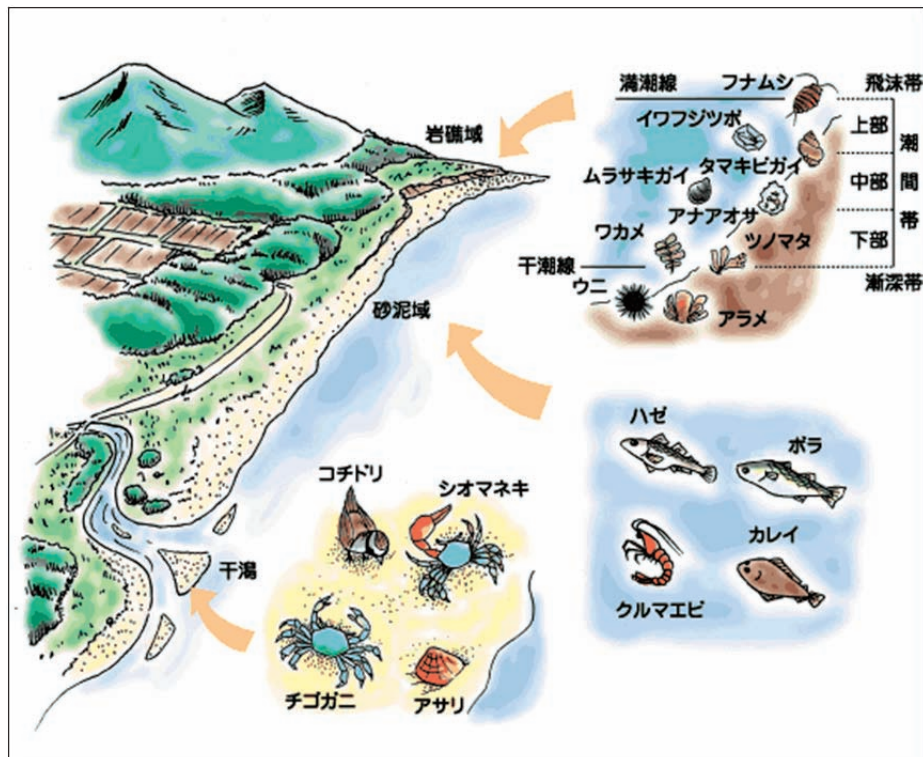 満潮線
フナムシ
飛沫帯
岩礁域
イワフジツボ
上部
潮間帯
タマキビガイ
ムラサキガイ
中部
アナアオサ
ワカメ
ツノマタ
下部
干潮線
漸深帯
ウニ
アラメ
砂泥域
ハゼ
ボラ
コチドリ
シオマネキ
カレイ
干潟
クルマエビ
チゴガニ
アサリ